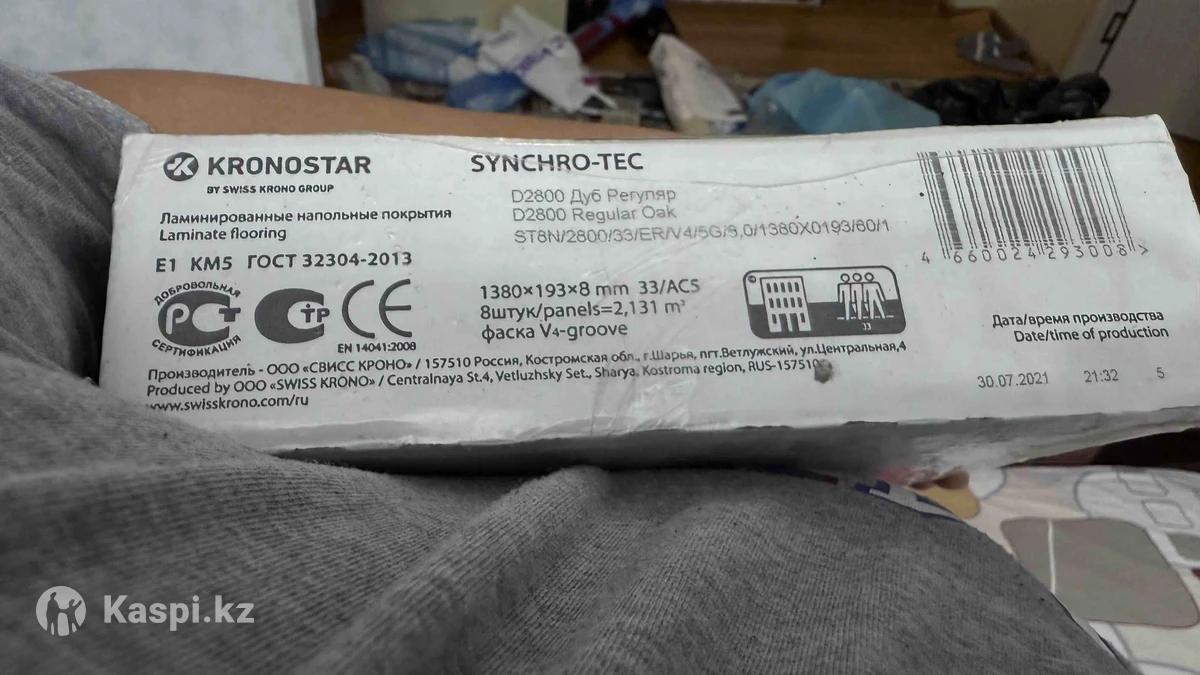 KRONOSTAR
BY SWISS KRONO GROUP
Ламинированные напольные покрытия
Laminate flooring
E1 КМ5 ГОСТ 32304-2013
ДОБРОВОЛЬНАЯ
СЕРТИФИКАЦИЯ
EN 14041:2008
SYNCHRO-TEC
D2800 Дуб Регуляр
D2800 Regular Oak
ST8N/2800/33/ER/V4/5G/8,0/1380X0193/60/1
1380×193×8 mm 33/AC5
8штук/panels=2,131 m²
фаска V4-groove
33
4 660024 293008 >
Дата/время производства
Date/time of production
30.07.2021 21:32 5
Производитель - ООО «СВИСС КРОНО» / 157510 Россия, Костромская обл., г.Шарья, пгт.Ветлужский, ул.Центральная,4
Produced by OOO «SWISS KRONO» / Centralnaya St.4, Vetluzhsky Set., Sharya, Kostroma region, RUS-157510
www.swisskrono.com/ru
Kaspi.kz